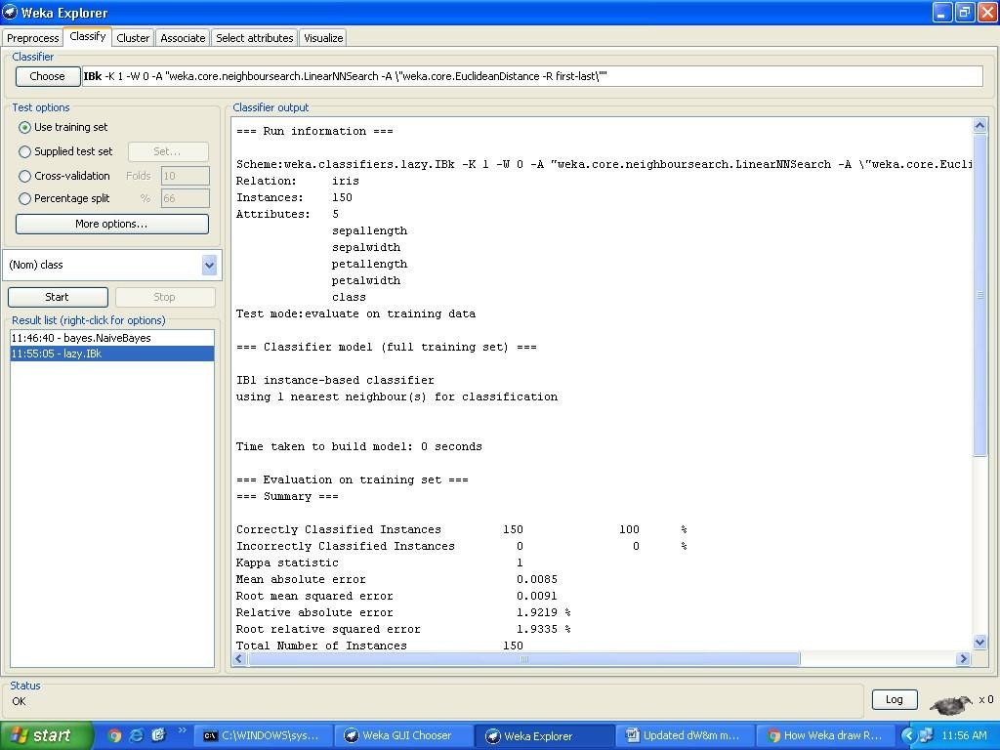 Weka Explorer
Preprocess Classify Cluster Associate Select attributes Visualize
Classifier
Choose IBk -K 1 -W 0 -A "weka.core.neighboursearch.LinearNNSearch -A \"weka.core.EuclideanDistance -R first-last\""
Test options
Use training set
Supplied test set Set...
Cross-validation Folds 10
Percentage split % 66
More options...
(Nom) class
Start Stop
Result list (right-click for options)
11:46:40 - bayes.NaiveBayes
11:55:05 - lazy.IBk
Classifier output
=== Run information ===
Scheme:weka.classifiers.lazy.IBk -K 1 -W 0 -A "weka.core.neighboursearch.LinearNNSearch -A \"weka.core.Eucli
Relation: iris
Instances: 150
Attributes: 5
sepallength
sepalwidth
petallength
petalwidth
class
Test mode:evaluate on training data
=== Classifier model (full training set) ===
IB1 instance-based classifier
using 1 nearest neighbour(s) for classification
Time taken to build model: 0 seconds
=== Evaluation on training set ===
=== Summary ===
Correctly Classified Instances 150 100 %
Incorrectly Classified Instances 0 0 %
Kappa statistic 1
Mean absolute error 0.0085
Root mean squared error 0.0091
Relative absolute error 1.9219 %
Root relative squared error 1.9335 %
Total Number of Instances 150
Status
OK
Log x 0
start C:\WINDOWS\sys... Weka GUI Chooser Weka Explorer Updated dW&m m... How Weka draw R... 11:56 AM